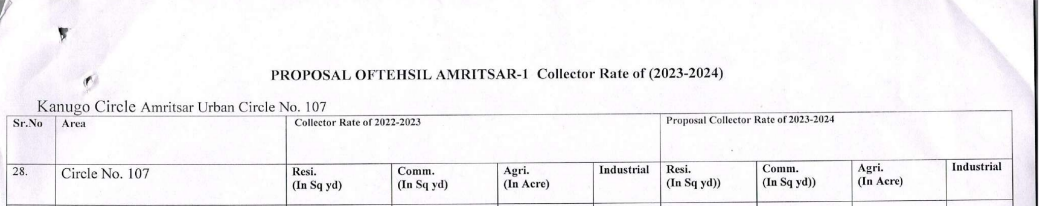 PROPOSAL OFTEHSIL AMRITSAR-1 Collector Rate of (2023-2024)
Kanugo Circle Amritsar Urban Circle No. 107
Sr.No Area Collector Rate of 2022-2023 Proposal Collector Rate of 2023-2024
28. Circle No. 107 Resi. Comm. Agri. Industrial Resi. Comm. Agri. Industrial
(In Sq yd) (In Sq yd) (In Acre) (In Sq yd)) (In Sq yd)) (In Acre)